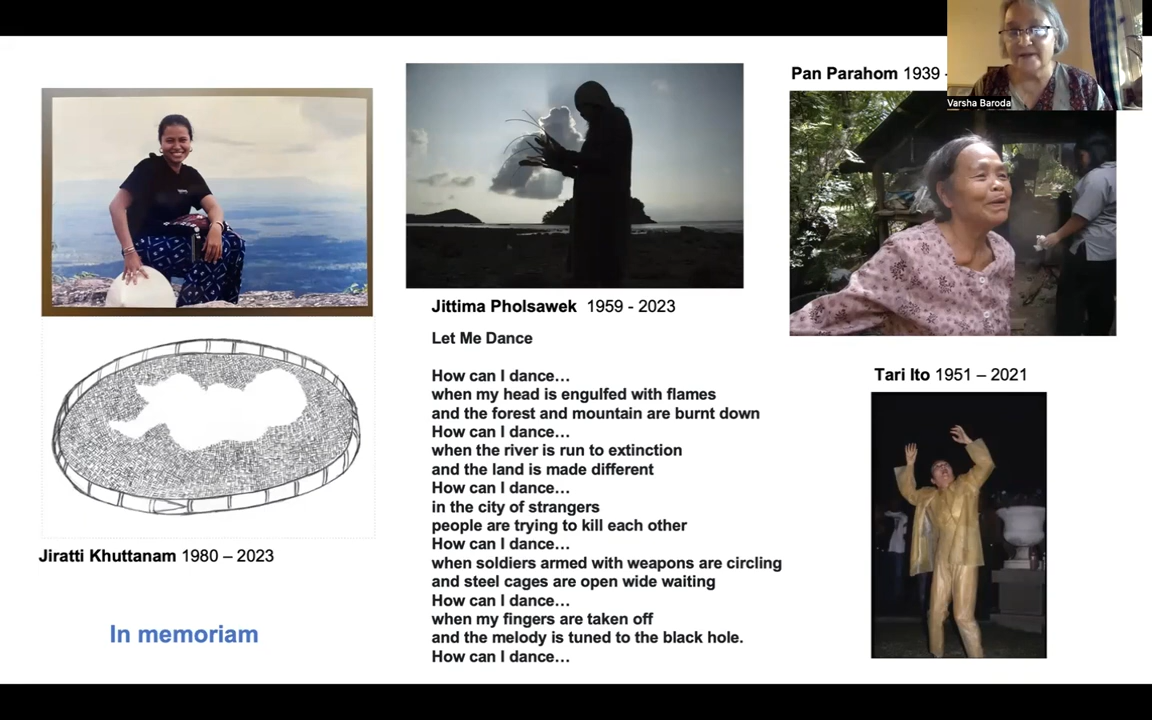 Varsha Baroda
Pan Parahom 1939 -
Jittima Pholsawek 1959 - 2023
Let Me Dance
How can I dance…
when my head is engulfed with flames
and the forest and mountain are burnt down
How can I dance…
when the river is run to extinction
and the land is made different
How can I dance…
in the city of strangers
people are trying to kill each other
How can I dance…
when soldiers armed with weapons are circling
and steel cages are open wide waiting
How can I dance…
when my fingers are taken off
and the melody is tuned to the black hole.
How can I dance…
Tari Ito 1951 – 2021
Jiratti Khuttanam 1980 – 2023
In memoriam